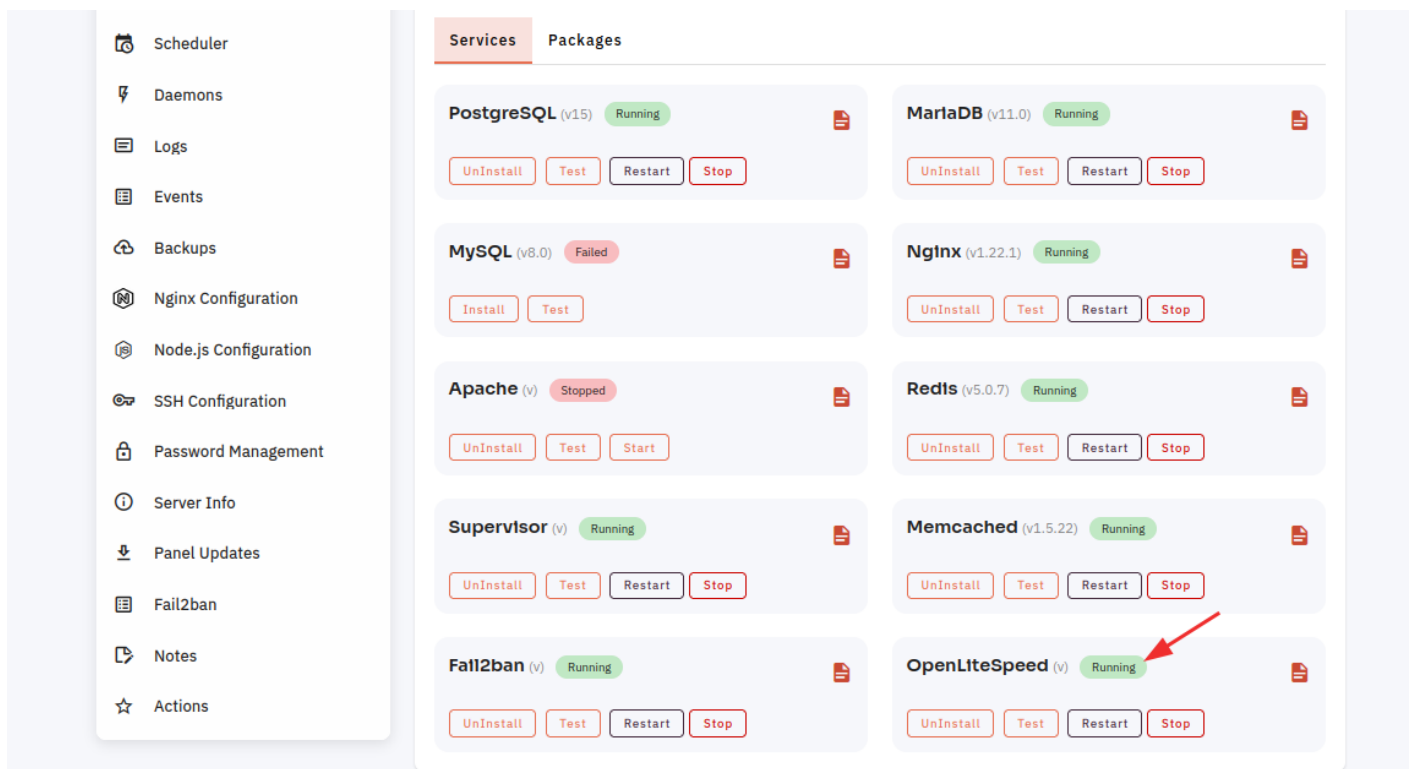 Scheduler
Daemons
Logs
Events
Backups
Nginx Configuration
Node.js Configuration
SSH Configuration
Password Management
Server Info
Panel Updates
Fail2ban
Notes
Actions
Services Packages
PostgreSQL (v15) Running
UnInstall Test Restart Stop
MariaDB (v11.0) Running
UnInstall Test Restart Stop
MySQL (v8.0) Failed
Install Test
Nginx (v1.22.1) Running
UnInstall Test Restart Stop
Apache (v) Stopped
UnInstall Test Start
Redis (v5.0.7) Running
UnInstall Test Restart Stop
Supervisor (v) Running
UnInstall Test Restart Stop
Memcached (v1.5.22) Running
UnInstall Test Restart Stop
Fail2ban (v) Running
UnInstall Test Restart Stop
OpenLiteSpeed (v) Running
UnInstall Test Restart Stop